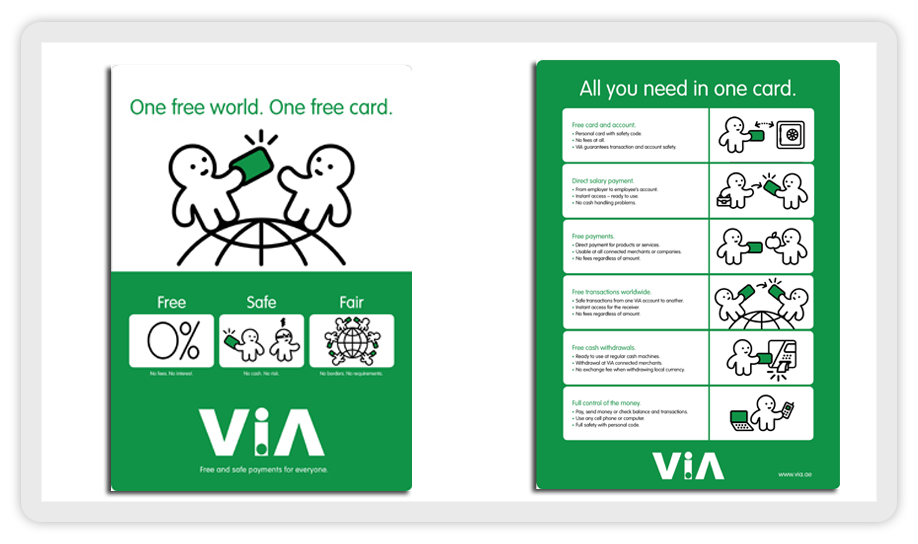 One free world. One free card.
Free
Safe
Fair
0%
No fees. No interest.
No cash. No risk.
No borders. No requirements.
ViA
Free and safe payments for everyone.
All you need in one card.
Free card and account.
• Personal card with safety code.
• No fees at all.
• ViA guarantees transaction and account safety.
Direct salary payment.
• From employer to employee's account.
• Instant access – ready to use.
• No cash handling problems.
Free payments.
• Direct payment for products or services.
• Usable at all connected merchants or companies.
• No fees regardless of amount.
Free transactions worldwide.
• Safe transactions from one ViA account to another.
• Instant access for the receiver.
• No fees regardless of amount.
Free cash withdrawals.
• Ready to use at regular cash machines.
• Withdrawal at ViA connected merchants.
• No exchange fee when withdrawing local currency.
Full control of the money.
• Pay, send money or check balance and transactions.
• Use any cell phone or computer.
• Full safety with personal code.
ViA
www.via.ae